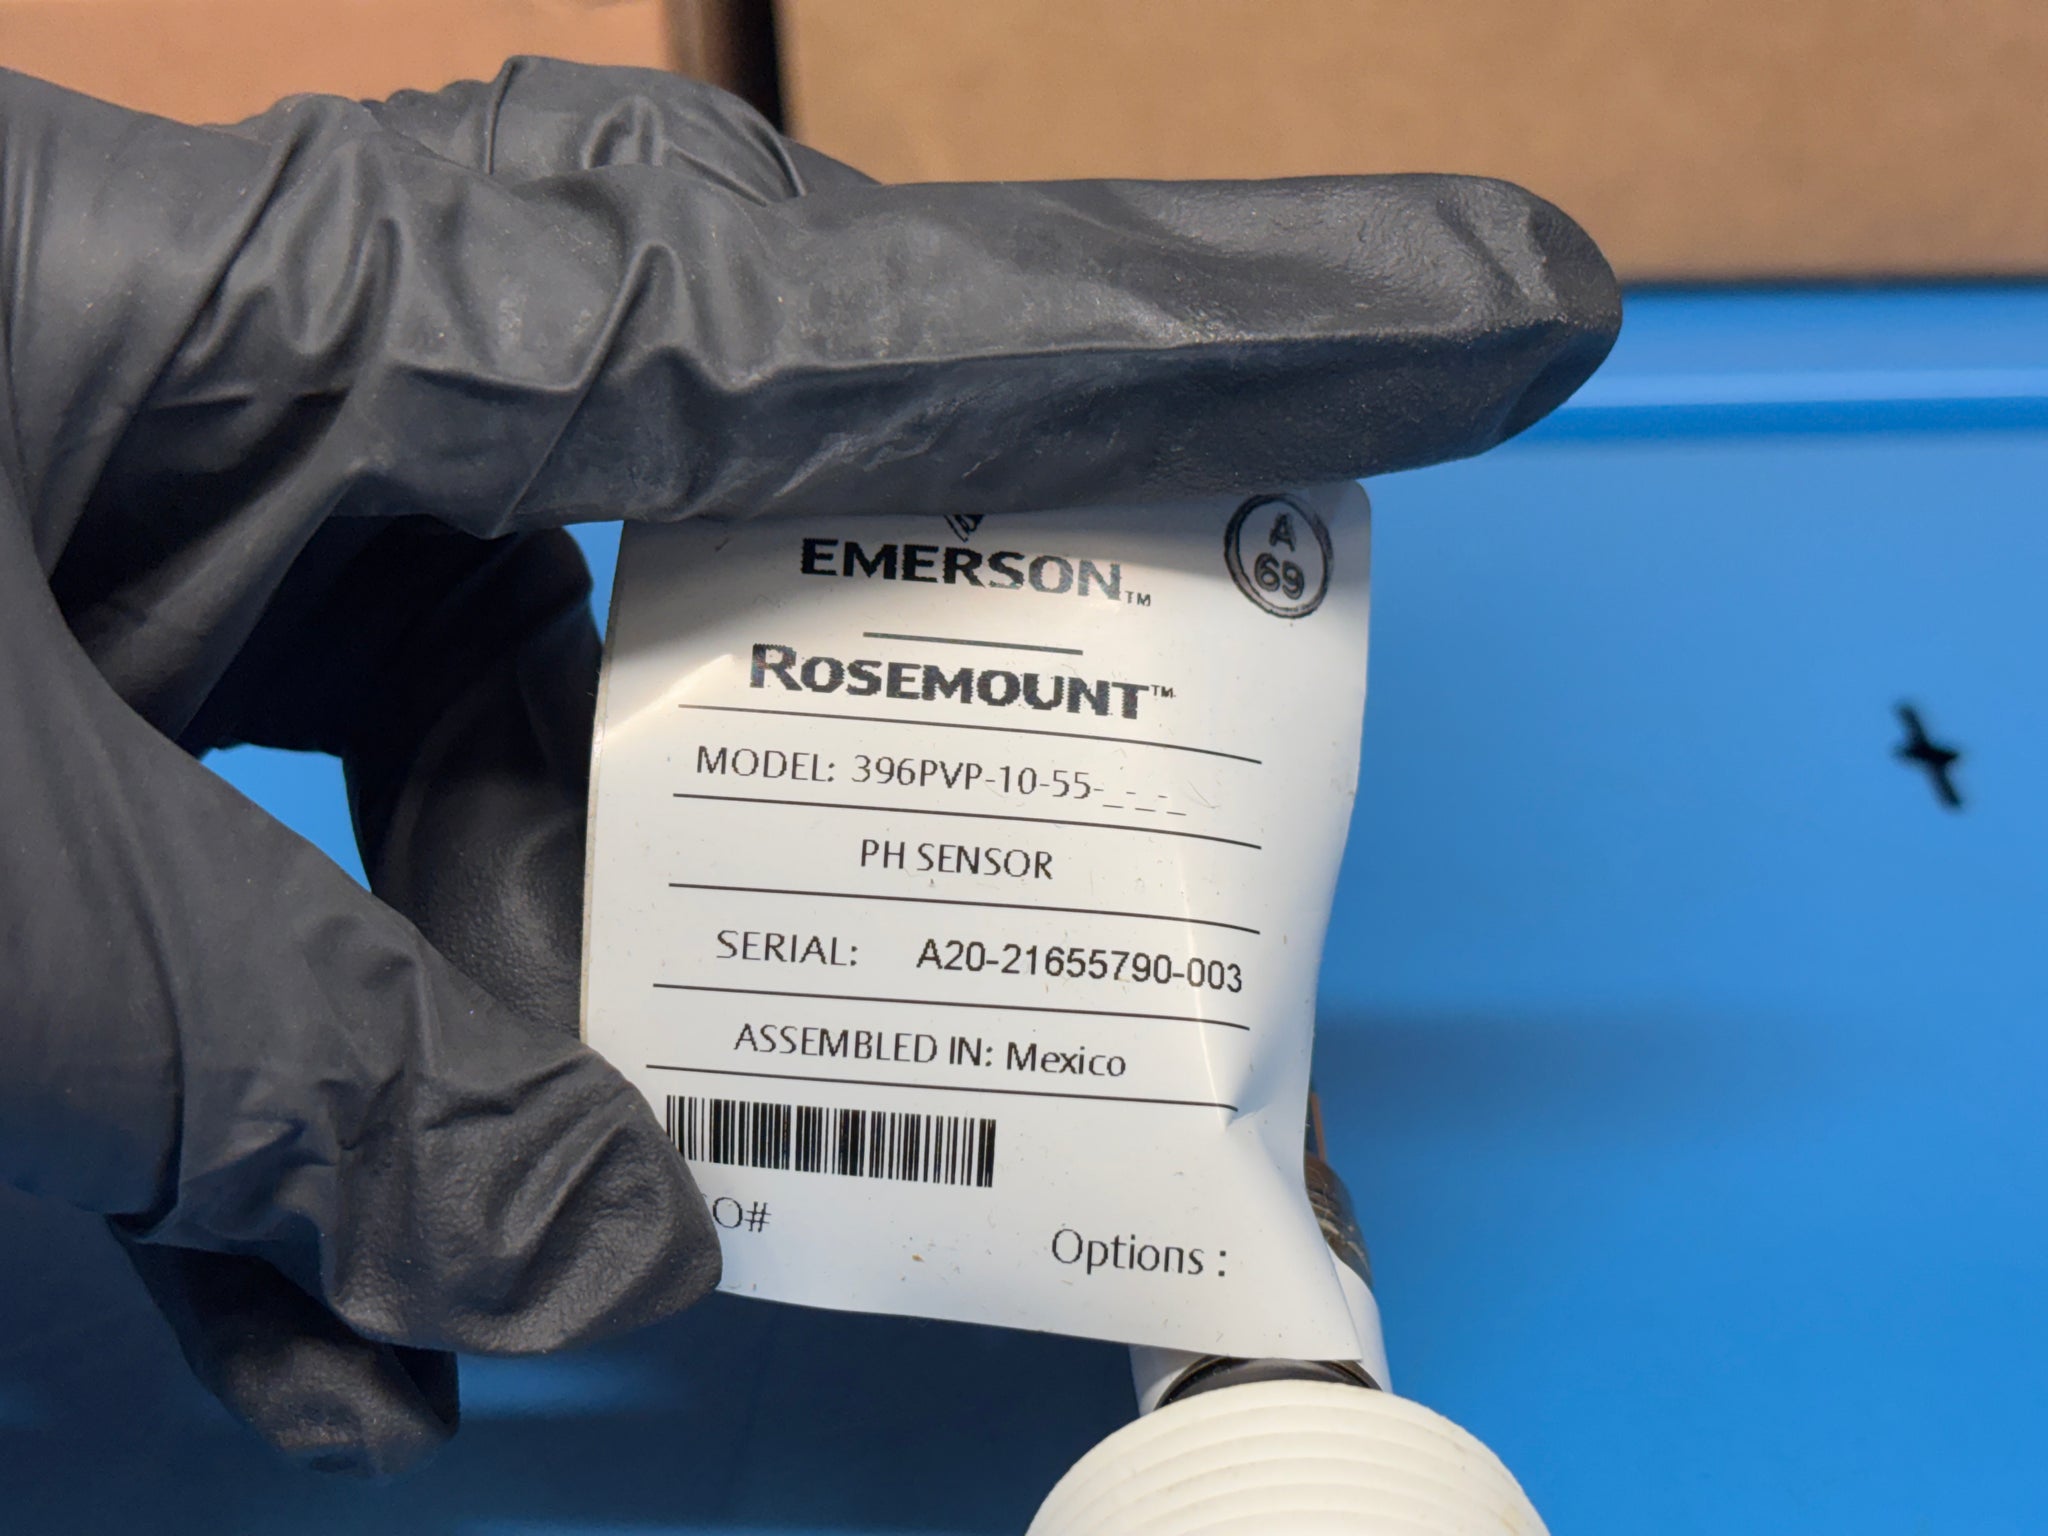 EMERSON™
A
69
ROSEMOUNT™
MODEL: 396PVP-10-55-_-_-_
PH SENSOR
SERIAL: A20-21655790-003
ASSEMBLED IN: Mexico
O#
Options :